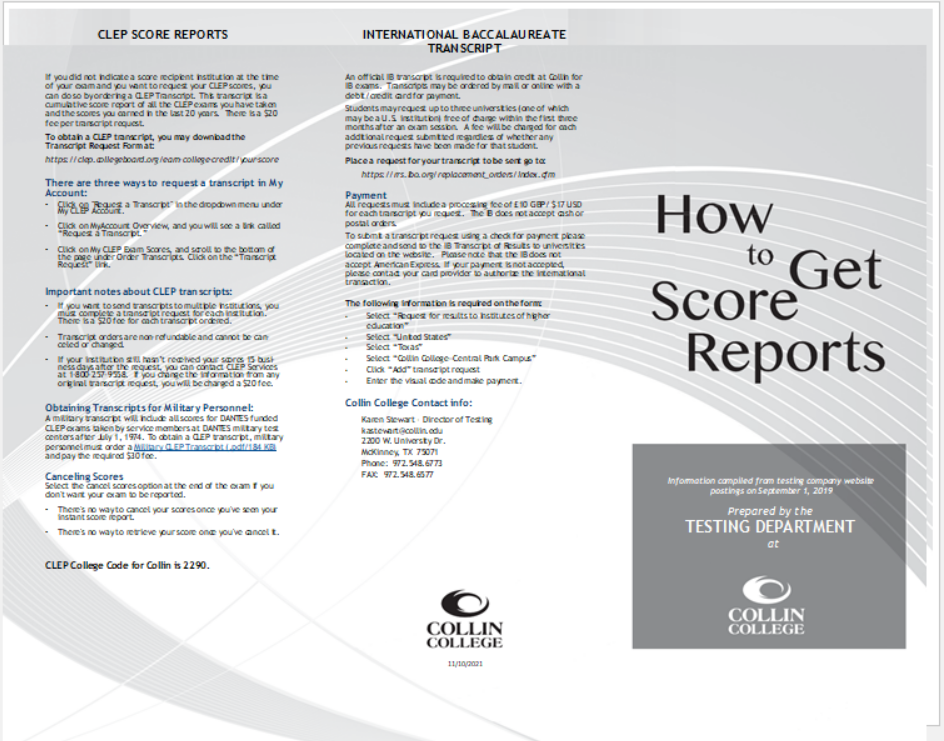 CLEP SCORE REPORTS
If you did not indicate a score recipient institution at the time
of your exam and you want to request your CLEP scores, you
can do so by ordering a CLEP Transcript. This transcript is a
cumulative score report of all the CLEP exams you have taken
and the scores you earned in the last 20 years. There is a $20
fee per transcript request.
To obtain a CLEP transcript, you may download the
Transcript Request Form at:
https://clep.collegeboard.org/earn-college-credit/your-score
There are three ways to request a transcript in My
Account:
- Click on "Request a Transcript" in the dropdown menu under
My CLEP Account.
- Click on MyAccount Overview, and you will see a link called
"Request a Transcript."
- Click on My CLEP Exam Scores, and scroll to the bottom of
the page under Order Transcripts. Click on the "Transcript
Request" link.
Important notes about CLEP transcripts:
- If you want to send transcripts to multiple institutions, you
must complete a transcript request for each institution.
There is a $20 fee for each transcript ordered.
- Transcript orders are non-refundable and cannot be can-
celed or changed.
- If your institution still hasn't received your scores 15 busi-
ness days after the request, you can contact CLEP Services
at 1-800-257-9558. If you change the information from any
original transcript request, you will be charged a $20 fee.
Obtaining Transcripts for Military Personnel:
A military transcript will include all scores for DANTES funded
CLEP exams taken by service members at DANTES military test
centers after July 1, 1974. To obtain a CLEP transcript, military
personnel must order a Military CLEP Transcript (.pdf/184 KB)
and pay the required $30 fee.
Canceling Scores
Select the cancel scores option at the end of the exam if you
don't want your exam to be reported.
- There's no way to cancel your scores once you've seen your
instant score report.
- There's no way to retrieve your score once you've cancel it.
CLEP College Code for Collin is 2290.
INTERNATIONAL BACCALAUREATE
TRANSCRIPT
An official IB transcript is required to obtain credit at Collin for
IB exams. Transcripts may be ordered by mail or online with a
debit/credit card for payment.
Students may request up to three universities (one of which
may be a U.S. institution) free of charge within the first three
months after an exam session. A fee will be charged for each
additional request submitted regardless of whether any
previous requests have been made for that student.
Place a request for your transcript to be sent go to:
https://rrs.ibo.org/replacement_orders/index.cfm
Payment
All requests must include a processing fee of £10 GBP/ $17 USD
for each transcript you request. The IB does not accept cash or
postal orders.
To submit a transcript request using a check for payment please
complete and send to the IB Transcript of Results to universities
located on the website. Please note that the IB does not
accept American Express. If your payment is not accepted,
please contact your card provider to authorize the international
transaction.
The following information is required on the form:
- Select "Request for results to institutes of higher
education"
- Select "United States"
- Select "Texas"
- Select "Collin College-Central Park Campus"
- Click "Add" transcript request
- Enter the visual code and make payment.
Collin College Contact info:
Karen Stewart - Director of Testing
kastewart@collin.edu
2200 W. University Dr.
McKinney, TX 75071
Phone: 972.548.6773
FAX: 972.548.6577
COLLIN
COLLEGE
11/10/2021
How
to Get
Score
Reports
Information compiled from testing company website
postings on September 1, 2019
Prepared by the
TESTING DEPARTMENT
at
COLLIN
COLLEGE